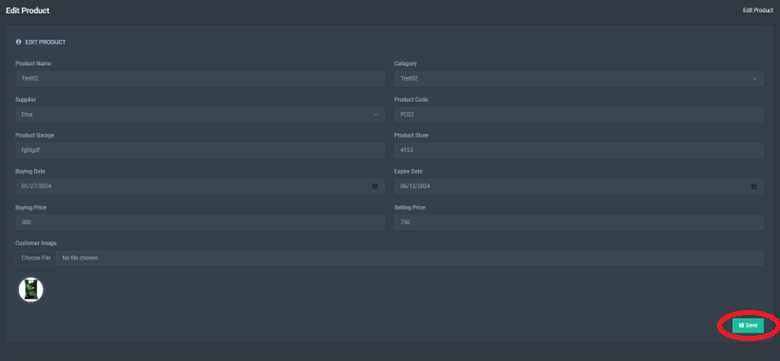 Edit Product
Edit Product
EDIT PRODUCT
Product Name
Category
Test02
Test02
Supplier
Product Code
PC02
Product Garage
Product Store
4153
Buying Date
Expire Date
01/27/2024
06/12/2024
Buying Price
Selling Price
500
750
Customer Image
Choose File
No file chosen
Save